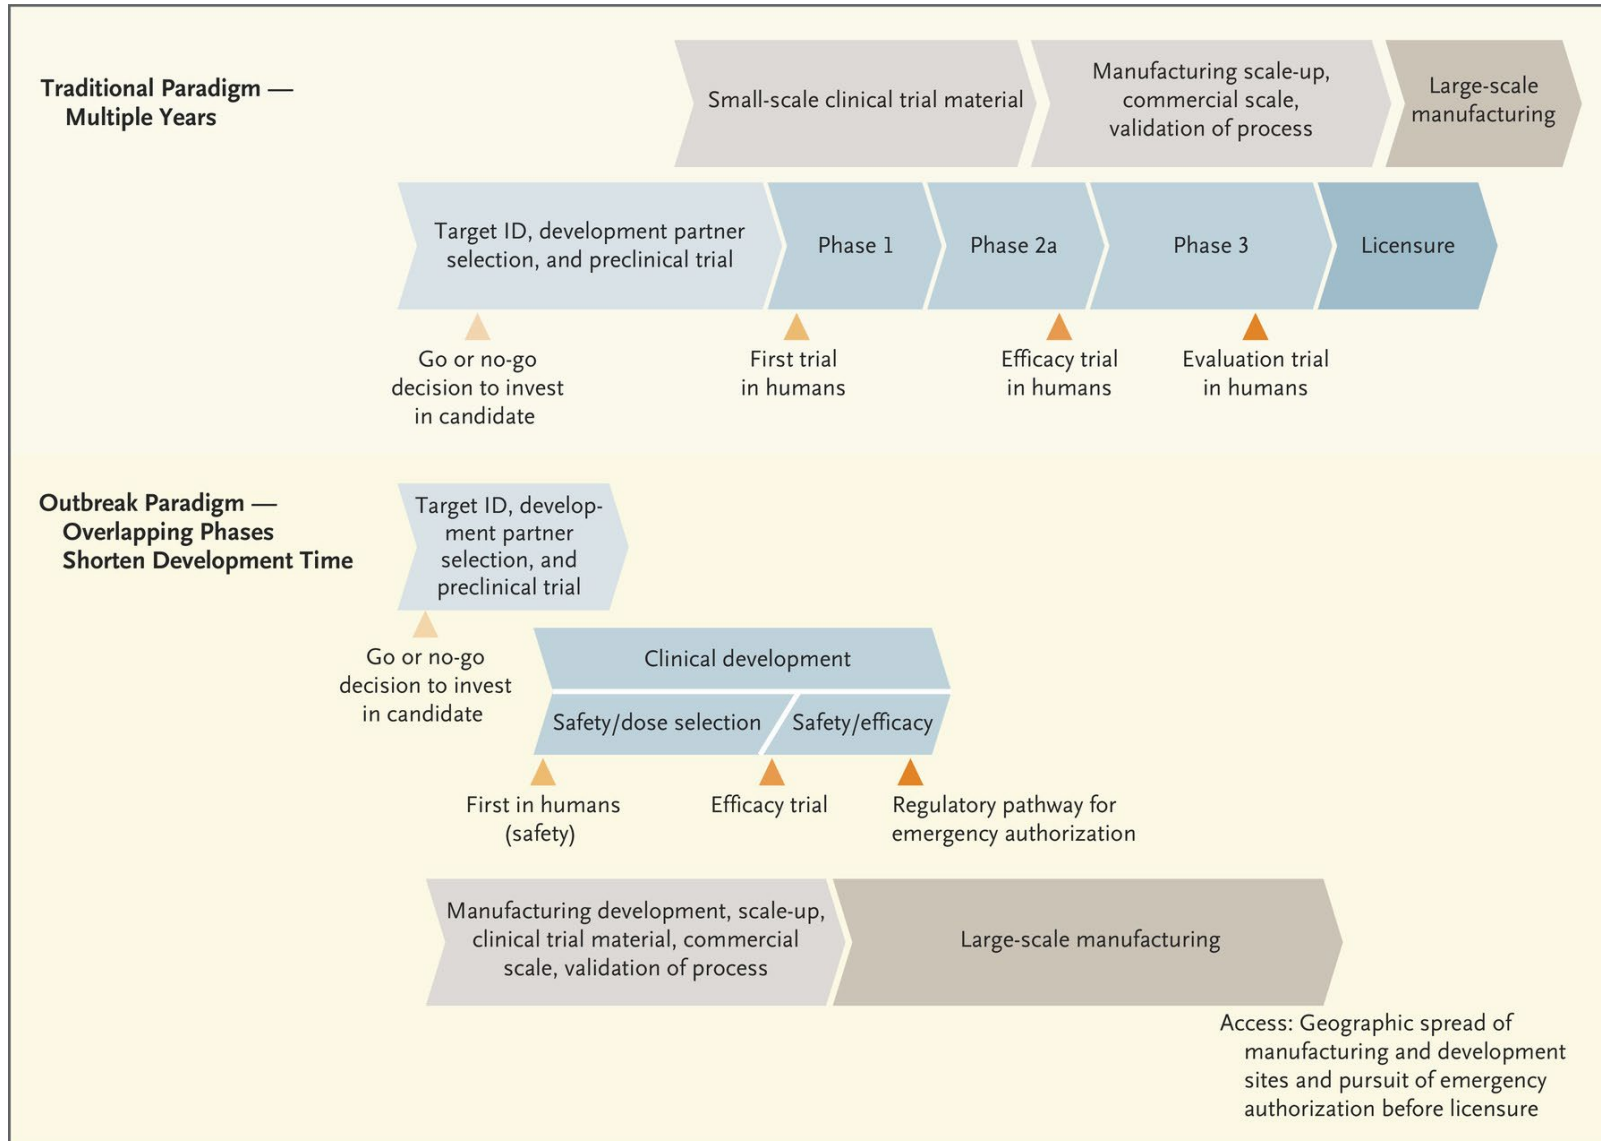 Traditional Paradigm —
Multiple Years
Small-scale clinical trial material
Manufacturing scale-up,
commercial scale,
validation of process
Large-scale
manufacturing
Target ID, development partner
selection, and preclinical trial
Phase 1
Phase 2a
Phase 3
Licensure
Go or no-go
decision to invest
in candidate
First trial
in humans
Efficacy trial
in humans
Evaluation trial
in humans
Outbreak Paradigm —
Overlapping Phases
Shorten Development Time
Target ID, develop-
ment partner
selection, and
preclinical trial
Go or no-go
decision to invest
in candidate
Clinical development
Safety/dose selection
Safety/efficacy
First in humans
(safety)
Efficacy trial
Regulatory pathway for
emergency authorization
Manufacturing development, scale-up,
clinical trial material, commercial
scale, validation of process
Large-scale manufacturing
Access: Geographic spread of
manufacturing and development
sites and pursuit of emergency
authorization before licensure